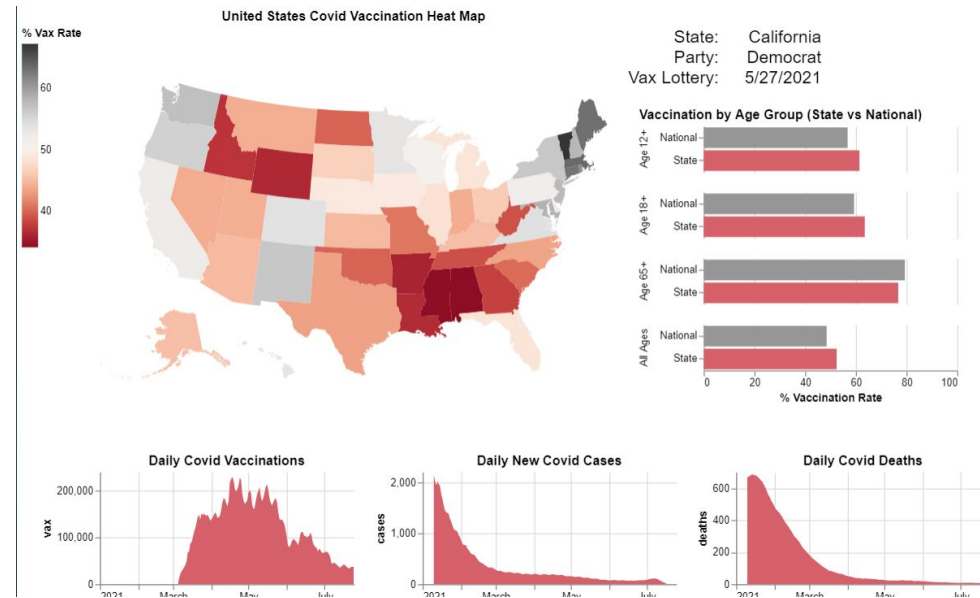 United States Covid Vaccination Heat Map
% Vax Rate
60
50
40
State: California
Party: Democrat
Vax Lottery: 5/27/2021
Vaccination by Age Group (State vs National)
Age 12+
National
State
Age 18+
National
State
Age 65+
National
State
All Ages
National
State
0 20 40 60 80 100
% Vaccination Rate
Daily Covid Vaccinations
vax
200,000
100,000
0
2021 March May July
Daily New Covid Cases
cases
2,000
1,000
0
2021 March May July
Daily Covid Deaths
deaths
600
400
200
0
2021 March May July